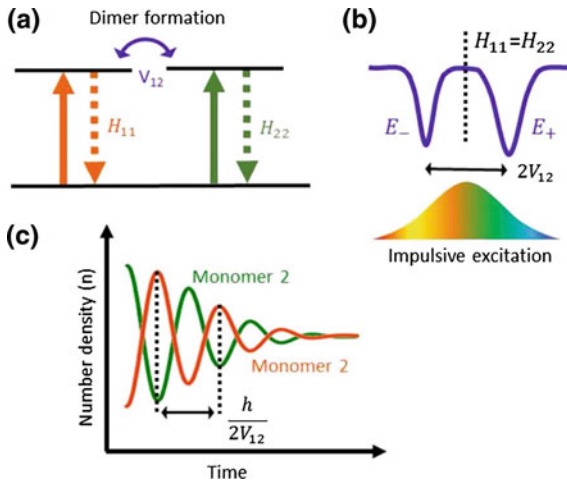 (a)
Dimer formation
V₁₂
H₁₁
H₂₂
(b)
H₁₁=H₂₂
E₋
E₊
2V₁₂
Impulsive excitation
(c)
Number density (n)
Monomer 2
Monomer 2
h
2V₁₂
Time